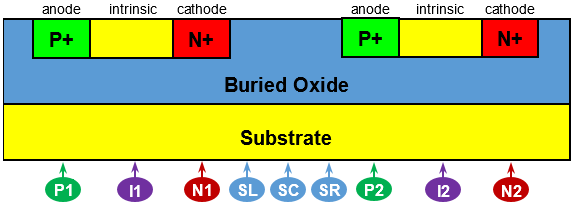 anode intrinsic cathode anode intrinsic cathode
P+ N+ P+ N+
Buried Oxide
Substrate
P1 I1 N1 SL SC SR P2 I2 N2